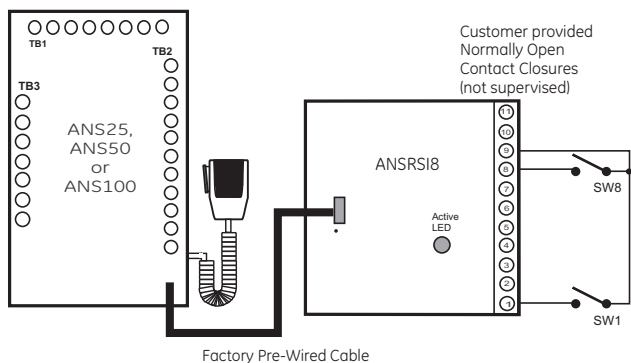 TB1
TB2
TB3
ANS25,
ANS50
or
ANS100
Customer provided
Normally Open
Contact Closures
(not supervised)
ANSRSI8
Active
LED
11
10
9
8
7
6
5
4
3
2
1
SW8
SW1
Factory Pre-Wired Cable